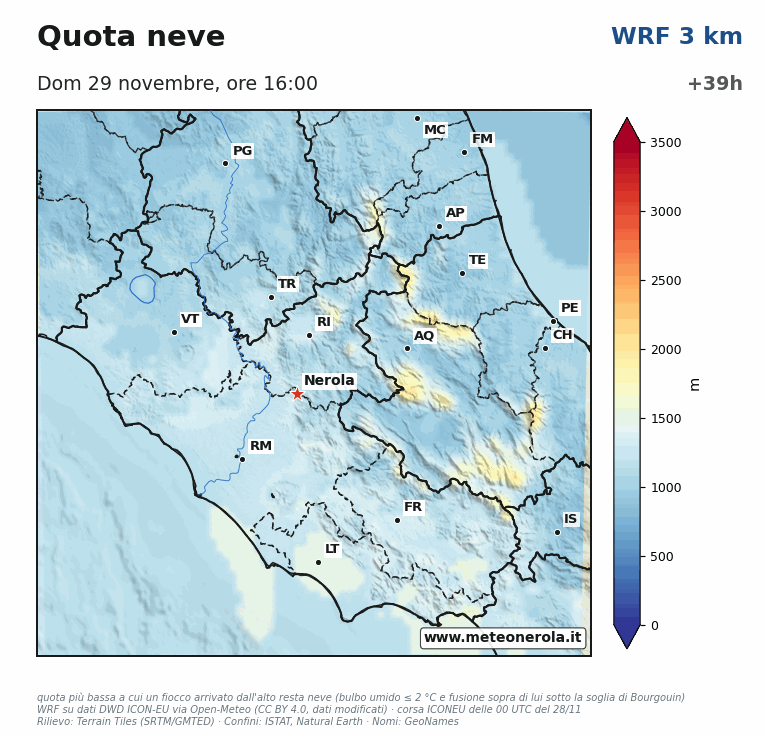 Quota neve
WRF 3 km
Dom 29 novembre, ore 16:00
+39h
MC
FM
PG
AP
TE
TR
PE
VT
RI
CH
AQ
Nerola
RM
FR
IS
LT
www.meteonerola.it
3500
3000
2500
2000
1500
1000
500
0
m
quota più bassa a cui un fiocco arrivato dall'alto resta neve (bulbo umido ≤ 2 °C e fusione sopra di lui sotto la soglia di Bourgouin)
WRF su dati DWD ICON-EU via Open-Meteo (CC BY 4.0, dati modificati) · corsa ICONEU delle 00 UTC del 28/11
Rilievo: Terrain Tiles (SRTM/GMTED) · Confini: ISTAT, Natural Earth · Nomi: GeoNames